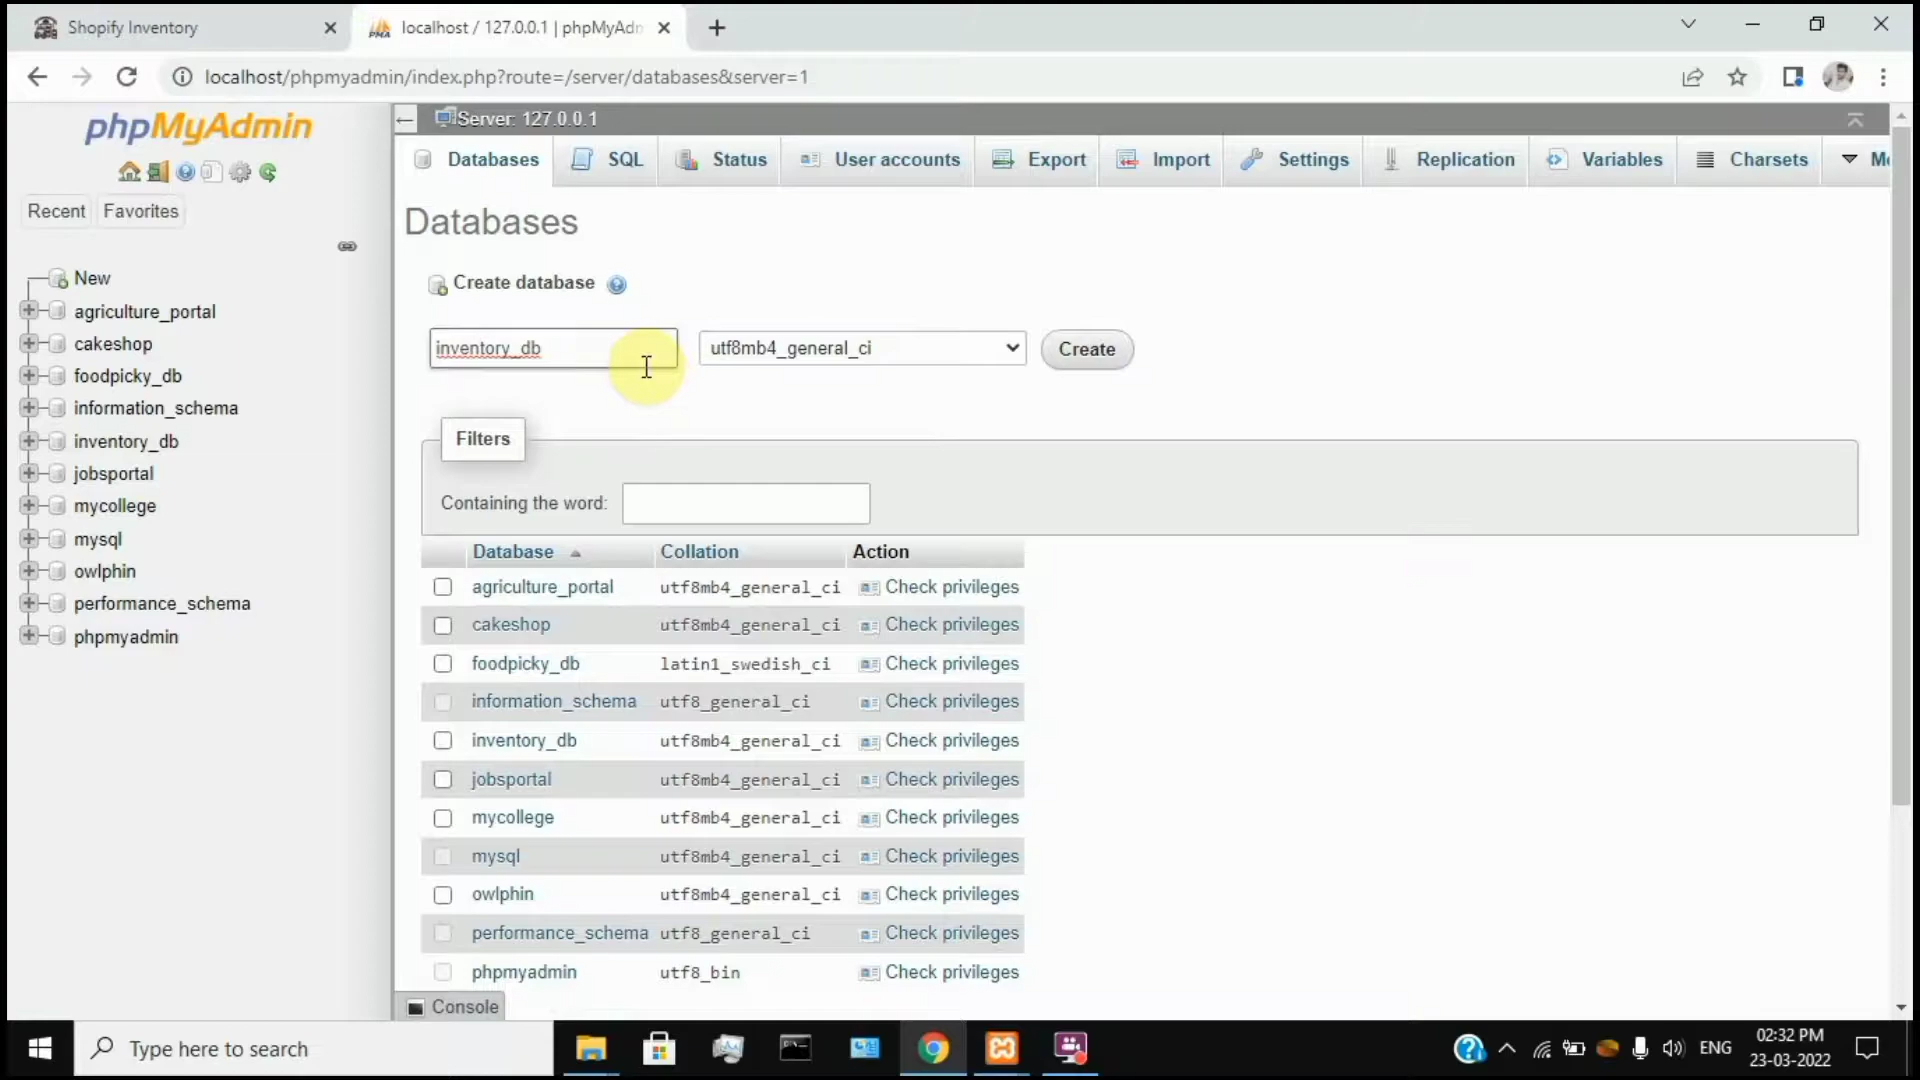 Shopify Inventory
localhost / 127.0.0.1 | phpMyAdm
localhost/phpmyadmin/index.php?route=/server/databases&server=1
phpMyAdmin
Recent Favorites
New
agriculture_portal
cakeshop
foodpicky_db
information_schema
inventory_db
jobsportal
mycollege
mysql
owlphin
performance_schema
phpmyadmin
Server: 127.0.0.1
Databases SQL Status User accounts Export Import Settings Replication Variables Charsets
Databases
Create database
inventory_db utf8mb4_general_ci Create
Filters
Containing the word:
Database Collation Action
agriculture_portal utf8mb4_general_ci Check privileges
cakeshop utf8mb4_general_ci Check privileges
foodpicky_db latin1_swedish_ci Check privileges
information_schema utf8_general_ci Check privileges
inventory_db utf8mb4_general_ci Check privileges
jobsportal utf8mb4_general_ci Check privileges
mycollege utf8mb4_general_ci Check privileges
mysql utf8mb4_general_ci Check privileges
owlphin utf8mb4_general_ci Check privileges
performance_schema utf8_general_ci Check privileges
phpmyadmin utf8_bin Check privileges
Console
Type here to search
ENG
02:32 PM
23-03-2022